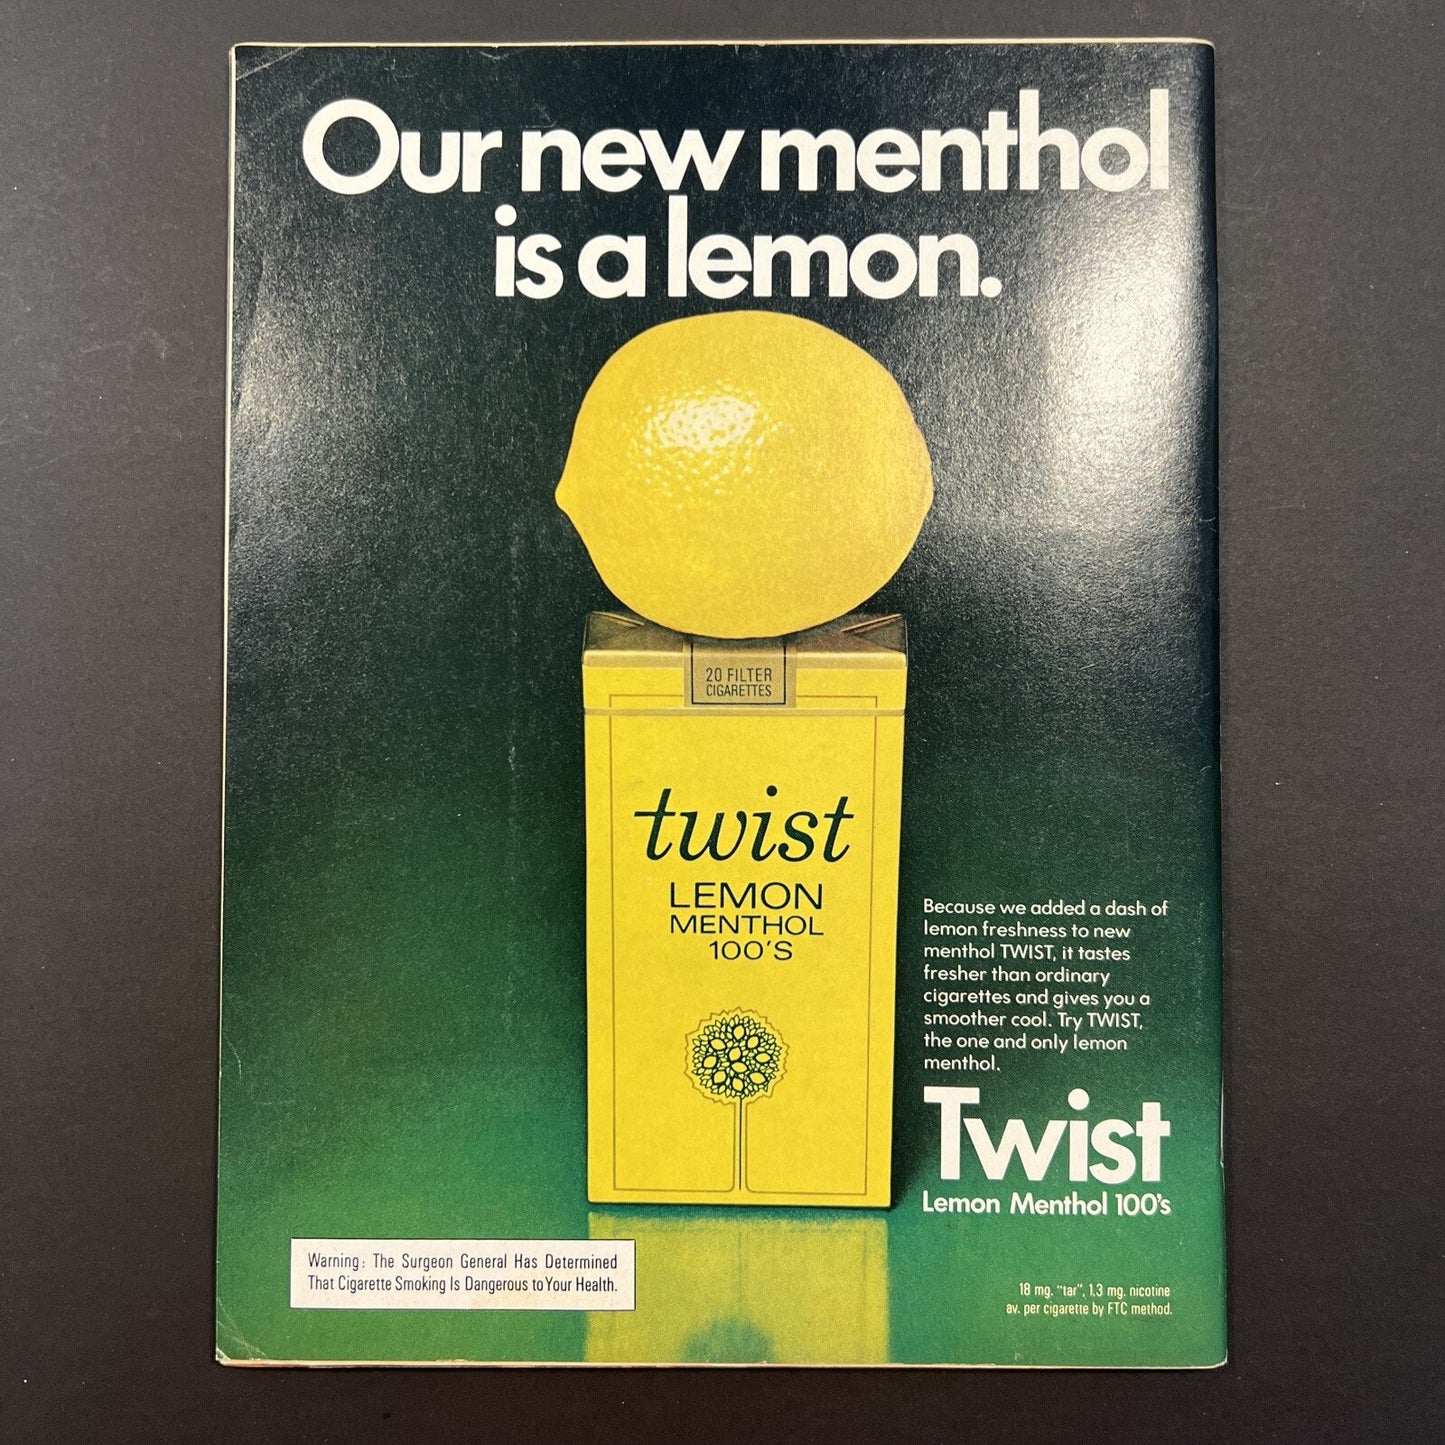 Our new menthol
is a lemon.
20 FILTER
CIGARETTES
twist
LEMON
MENTHOL
100'S
Because we added a dash of
lemon freshness to new
menthol TWIST, it tastes
fresher than ordinary
cigarettes and gives you a
smoother cool. Try TWIST,
the one and only lemon
menthol.
Twist
Lemon Menthol 100's
Warning: The Surgeon General Has Determined
That Cigarette Smoking Is Dangerous to Your Health.
18 mg. "tar", 1.3 mg. nicotine
av. per cigarette by FTC method.